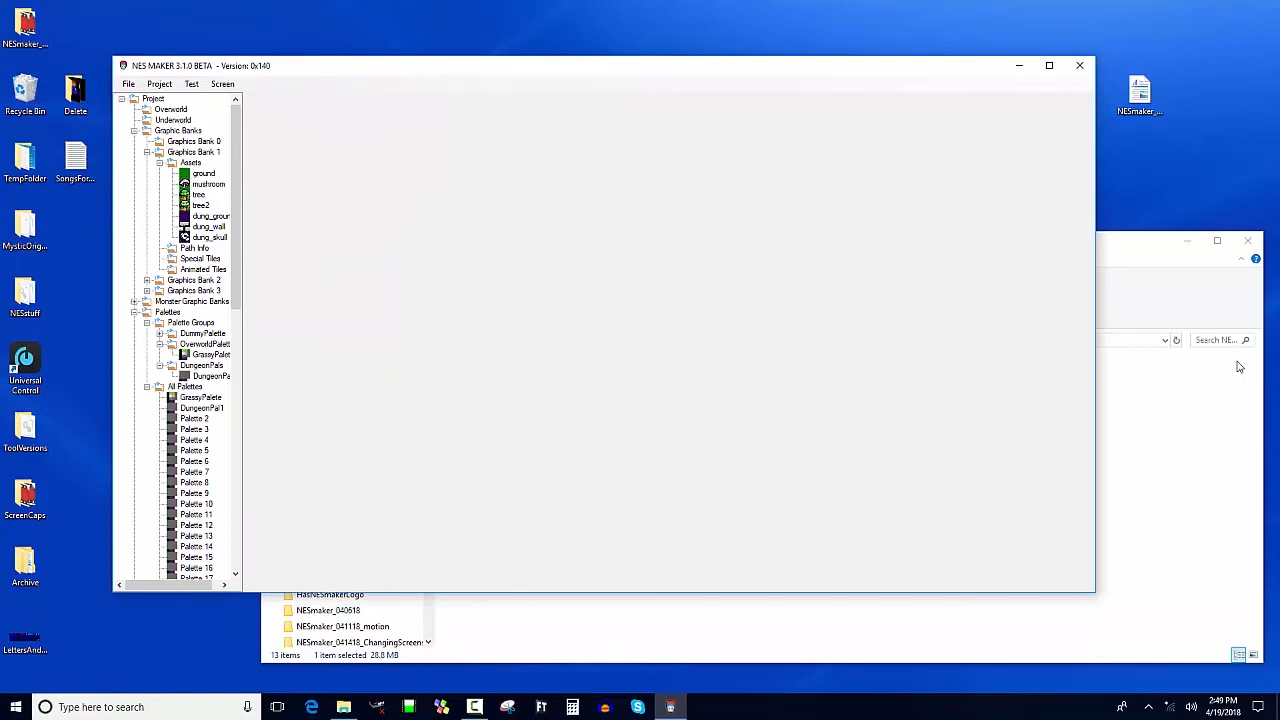 NESmaker_...
Recycle Bin
Delete
TempFolder
SongsFor...
MysticOrig...
NESstuff
Universal
Control
ToolVersions
ScreenCaps
Archive
LettersAnd...
NES MAKER 3.1.0 BETA - Version: 0x140
File Project Test Screen
Project
Overworld
Underworld
Graphic Banks
Graphics Bank 0
Graphics Bank 1
Assets
ground
mushroom
tree
tree2
dung_groun
dung_wall
dung_skull
Path Info
Special Tiles
Animated Tiles
Graphics Bank 2
Graphics Bank 3
Monster Graphic Banks
Palettes
Palette Groups
DummyPalette
OverworldPalett
GrassyPalet
DungeonPals
DungeonPa
All Palettes
GrassyPalete
DungeonPal1
Palette 2
Palette 3
Palette 4
Palette 5
Palette 6
Palette 7
Palette 8
Palette 9
Palette 10
Palette 11
Palette 12
Palette 13
Palette 14
Palette 15
Palette 16
Palette 17
NESmaker_...
Search NE...
HasNESmakerLogo
NESmaker_040618
NESmaker_041118_motion
NESmaker_041418_ChangingScreens
13 items 1 item selected 28.8 MB
Type here to search
2:49 PM
4/19/2018